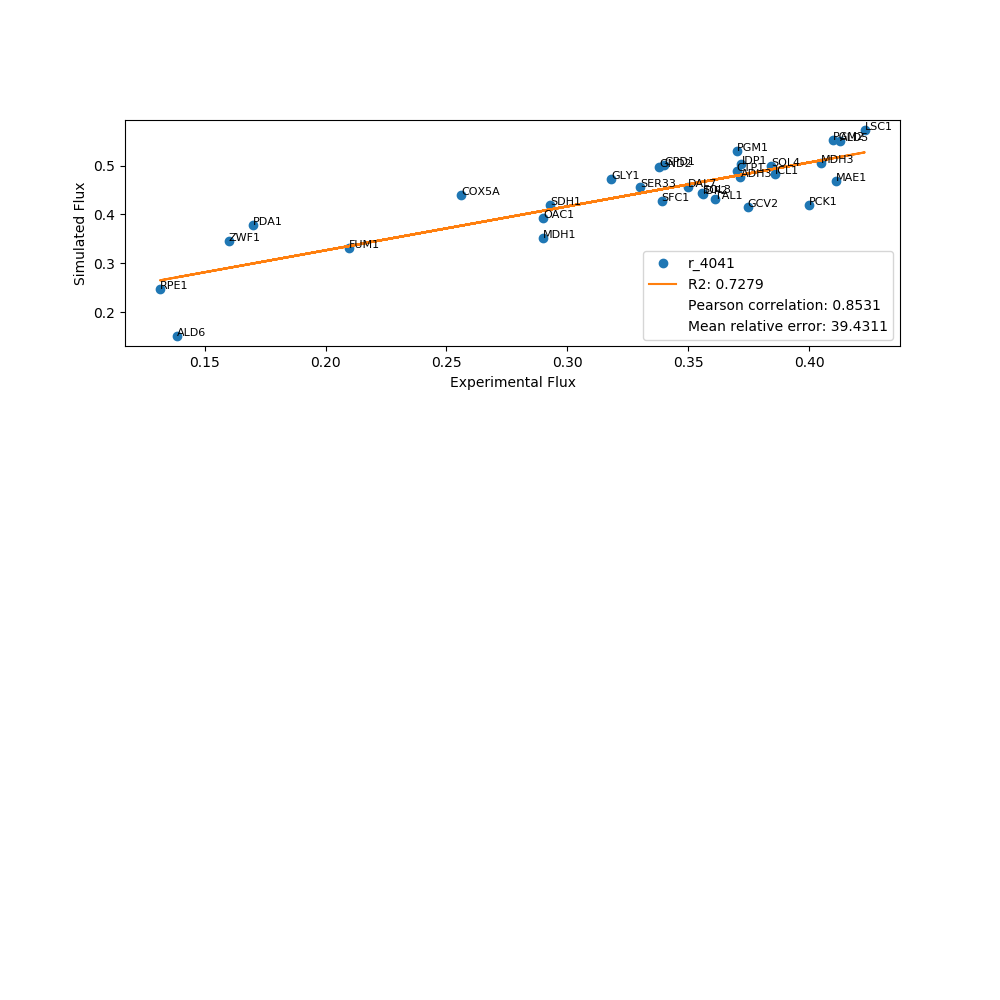 Simulated Flux
0.5
0.4
0.3
0.2
LSC1
PGM2
ALD5
PGM1
MDH3
GPD1
GND2
IDP1
SOL4
CTP1
ICL1
ADH3
MAE1
GLY1
SER33
DAL7
TAL1
SFC1
GCV2
PCK1
COX5A
SDH1
OAC1
MDH1
PDA1
ZWF1
FUM1
RPE1
ALD6
r_4041
R2: 0.7279
Pearson correlation: 0.8531
Mean relative error: 39.4311
0.15
0.20
0.25
0.30
0.35
0.40
Experimental Flux